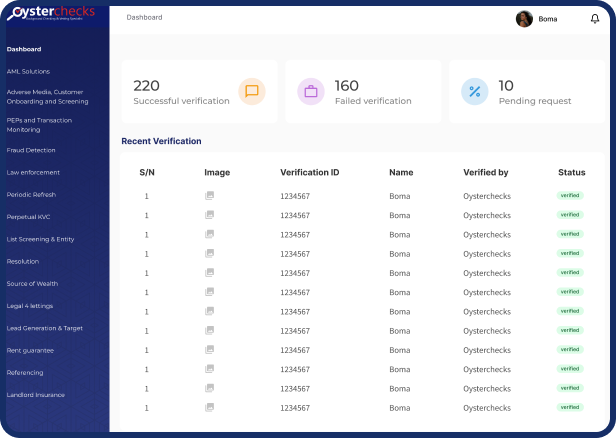 Oysterchecks
Dashboard
Boma
Dashboard
AML Solutions
Adverse Media, Customer
Onboarding and Screening
PEPs and Transaction
Monitoring
Fraud Detection
Law enforcement
Periodic Refresh
Perpetual KVC
List Screening & Entity
Resolution
Source of Wealth
Legal 4 lettings
Lead Generation & Target
Rent guarantee
Referencing
Landlord Insurance
220
Successful verification
160
Failed verification
10
Pending request
Recent Verification
S/N Image Verification ID Name Verified by Status
1 1234567 Boma Oysterchecks verified
1 1234567 Boma Oysterchecks verified
1 1234567 Boma Oysterchecks verified
1 1234567 Boma Oysterchecks verified
1 1234567 Boma Oysterchecks verified
1 1234567 Boma Oysterchecks verified
1 1234567 Boma Oysterchecks verified
1 1234567 Boma Oysterchecks verified
1 1234567 Boma Oysterchecks verified
1 1234567 Boma Oysterchecks verified
1 1234567 Boma Oysterchecks verified
1 1234567 Boma Oysterchecks verified